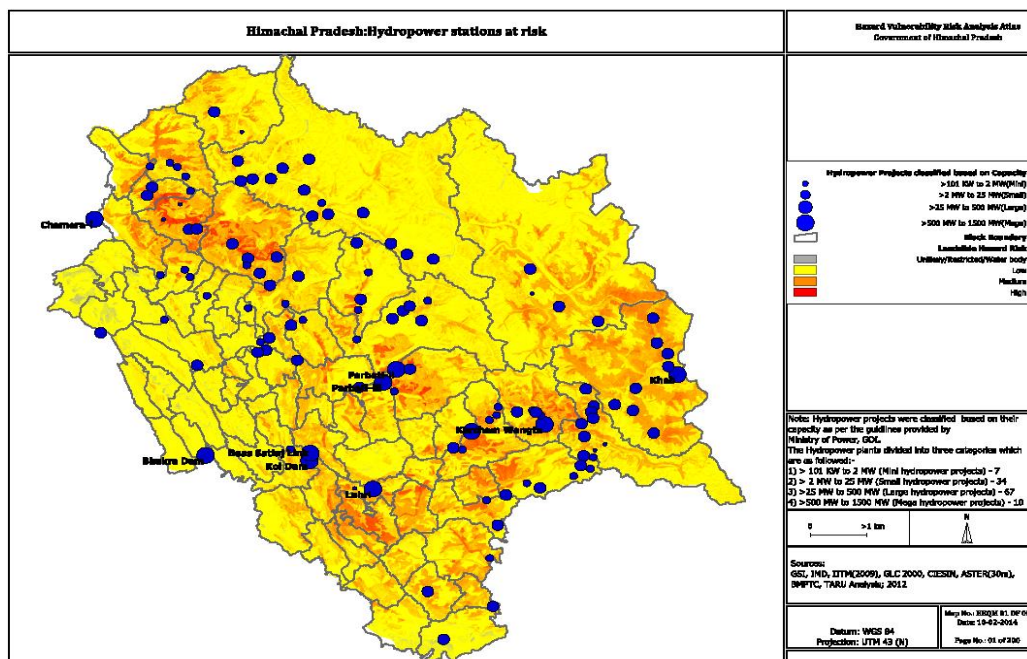 Himachal Pradesh:Hydropower stations at risk
Hazard Vulnerability Risk Analysis Atlas
Government of Himachal Pradesh
Hydropower Projects classified based on Capacity
>101 KW to 2 MW(Mini)
>2 MW to 25 MW(Small)
>25 MW to 500 MW(Large)
>500 MW to 1500 MW(Mega)
Block Boundary
Landslide Hazard Risk
Unlikely/Restricted/Water body
Low
Medium
High
Chamera-I
Parbati-II
Parbati-III
Khab
Karcham Wangtu
Bhakra Dam
Beas Satluj Link
Kol Dam
Luhri
Note: Hydropower projects were classified based on their
capacity as per the guidlines provided by
Ministry of Power, GOI.
The Hydropower plants divided into three categories which
are as followed:-
1) > 101 KW to 2 MW (Mini hydropower projects) - 7
2) > 2 MW to 25 MW (Small hydropower projects) - 34
3) >25 MW to 500 MW (Large hydropower projects) - 67
4) >500 MW to 1500 MW (Mega hydropower projects) - 10
0 >1 km
N
Sources:
GSI, IMD, IITM(2009), GLC 2000, CIESIN, ASTER(30m),
BMPTC, TARU Analysis; 2012
Datum: WGS 84
Projection: UTM 43 (N)
Date: 10-02-2014
Page No: 01 of 200